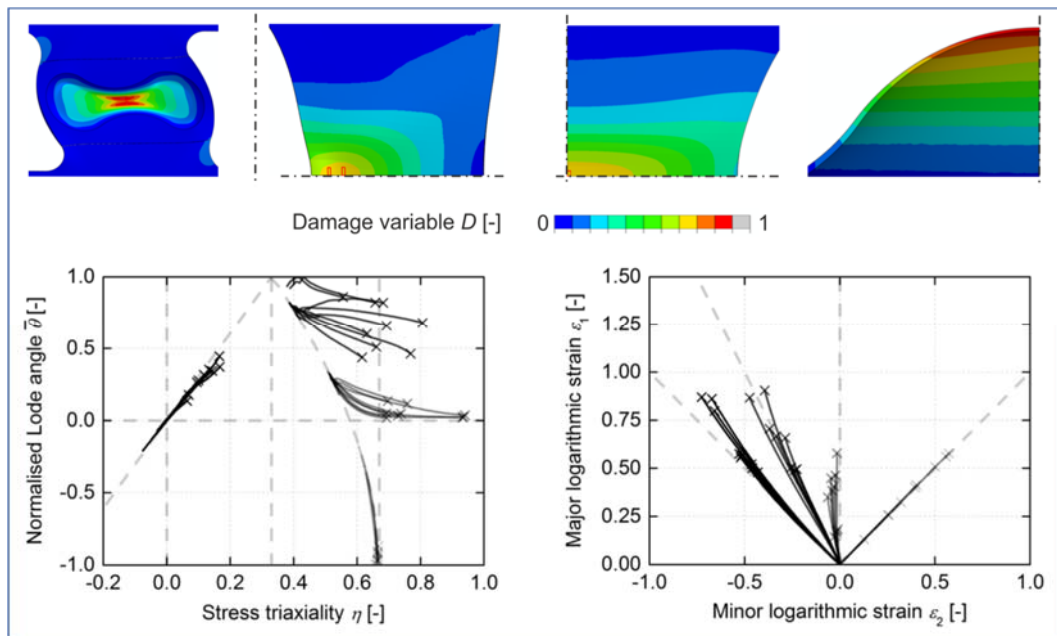 Damage variable D [-] 0 1
1.0
0.5
0.0
-0.5
-1.0
-0.2 0.0 0.2 0.4 0.6 0.8 1.0
Normalised Lode angle θ̅ [-]
Stress triaxiality η [-]
1.50
1.25
1.00
0.75
0.50
0.25
0.00
-1.0 -0.5 0.0 0.5 1.0
Major logarithmic strain ε₁ [-]
Minor logarithmic strain ε₂ [-]